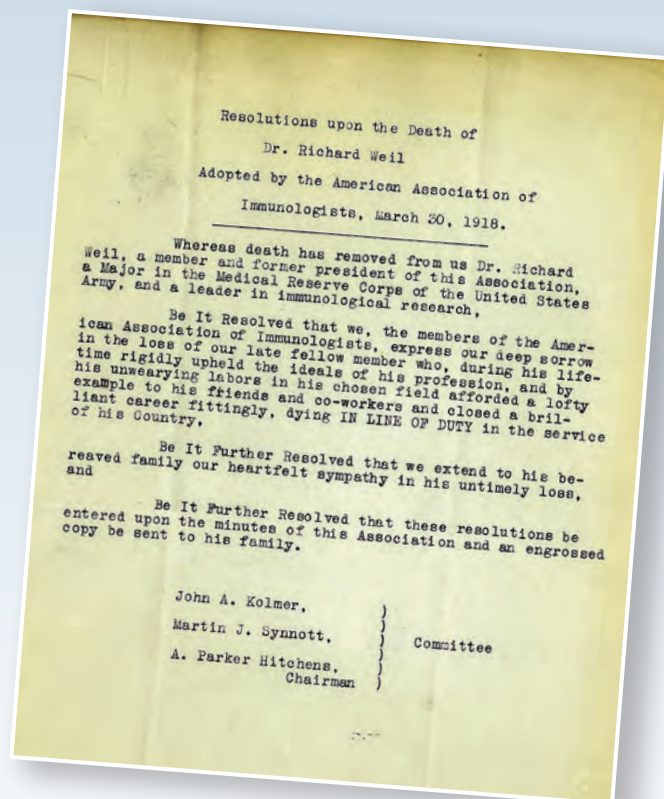 Resolutions upon the Death of
Dr. Richard Weil
Adopted by the American Association of
Immunologists, March 30, 1918.
Whereas death has removed from us Dr. Richard
Weil, a member and former president of this Association,
a Major in the Medical Reserve Corps of the United States
Army, and a leader in immunological research,
Be It Resolved that we, the members of the Amer-
ican Association of Immunologists, express our deep sorrow
in the loss of our late fellow member who, during his life-
time rigidly upheld the ideals of his profession, and by
his unwearying labors in his chosen field afforded a lofty
example to his friends and co-workers and closed a bril-
liant career fittingly, dying IN LINE OF DUTY in the service
of his Country,
Be It Further Resolved that we extend to his be-
reaved family our heartfelt sympathy in his untimely loss,
and
Be It Further Resolved that these resolutions be
entered upon the minutes of this Association and an engrossed
copy be sent to his family.
John A. Kolmer, )
)
Martin J. Synnott, ) Committee
)
A. Parker Hitchens, )
Chairman )